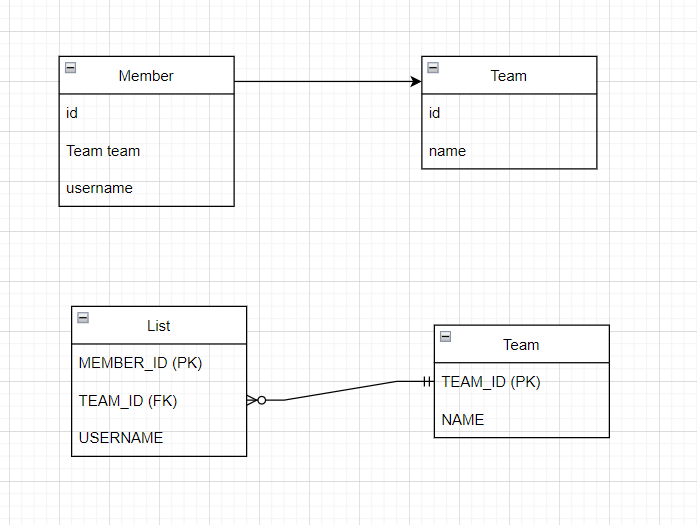 Member
id
Team team
username
Team
id
name
List
MEMBER_ID (PK)
TEAM_ID (FK)
USERNAME
Team
TEAM_ID (PK)
NAME